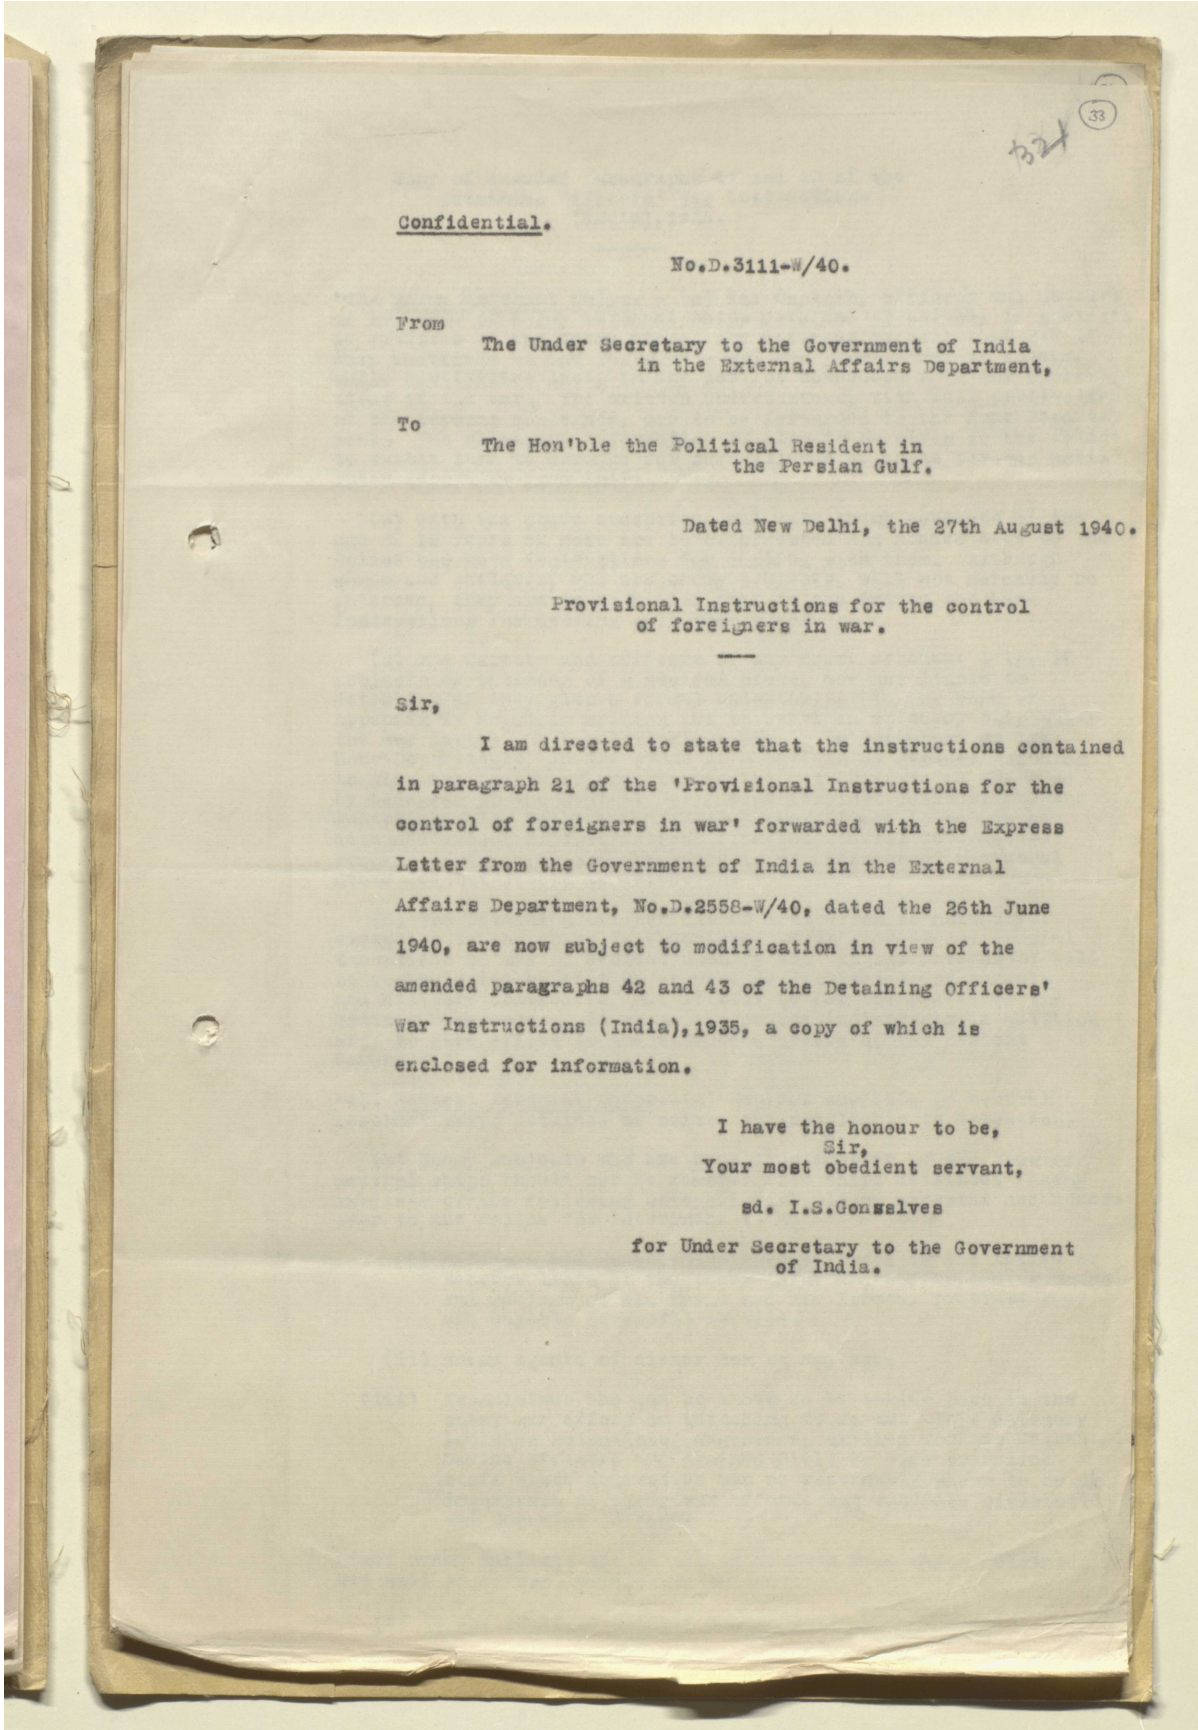 33
Confidential.
No.D.3111-W/40.
From
The Under Secretary to the Government of India
in the External Affairs Department,
To
The Hon'ble the Political Resident in
the Persian Gulf.
Dated New Delhi, the 27th August 1940.
Provisional Instructions for the control
of foreigners in war.
Sir,
I am directed to state that the instructions contained
in paragraph 21 of the 'Provisional Instructions for the
control of foreigners in war' forwarded with the Express
Letter from the Government of India in the External
Affairs Department, No.D.2558-W/40, dated the 26th June
1940, are now subject to modification in view of the
amended paragraphs 42 and 43 of the Detaining Officers'
War Instructions (India),1935, a copy of which is
enclosed for information.
I have the honour to be,
Sir,
Your most obedient servant,
sd. I.S.Gonsalves
for Under Secretary to the Government
of India.